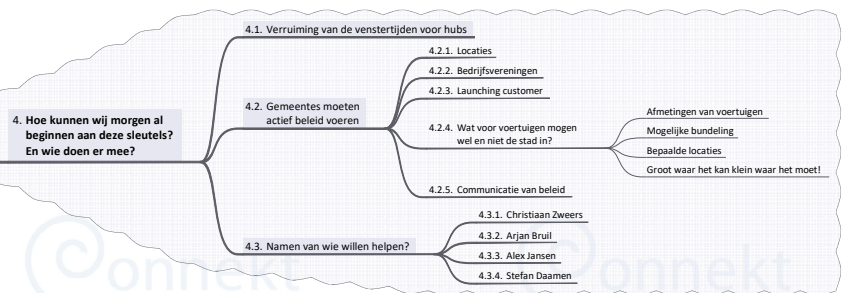 4. Hoe kunnen wij morgen al
beginnen aan deze sleutels?
En wie doen er mee?
4.1. Verruiming van de venstertijden voor hubs
4.2. Gemeentes moeten
actief beleid voeren
4.2.1. Locaties
4.2.2. Bedrijfsvereningen
4.2.3. Launching customer
4.2.4. Wat voor voertuigen mogen
wel en niet de stad in?
Afmetingen van voertuigen
Mogelijke bundeling
Bepaalde locaties
Groot waar het kan klein waar het moet!
4.2.5. Communicatie van beleid
4.3. Namen van wie willen helpen?
4.3.1. Christiaan Zweers
4.3.2. Arjan Bruil
4.3.3. Alex Jansen
4.3.4. Stefan Daamen
Connekt
Connekt